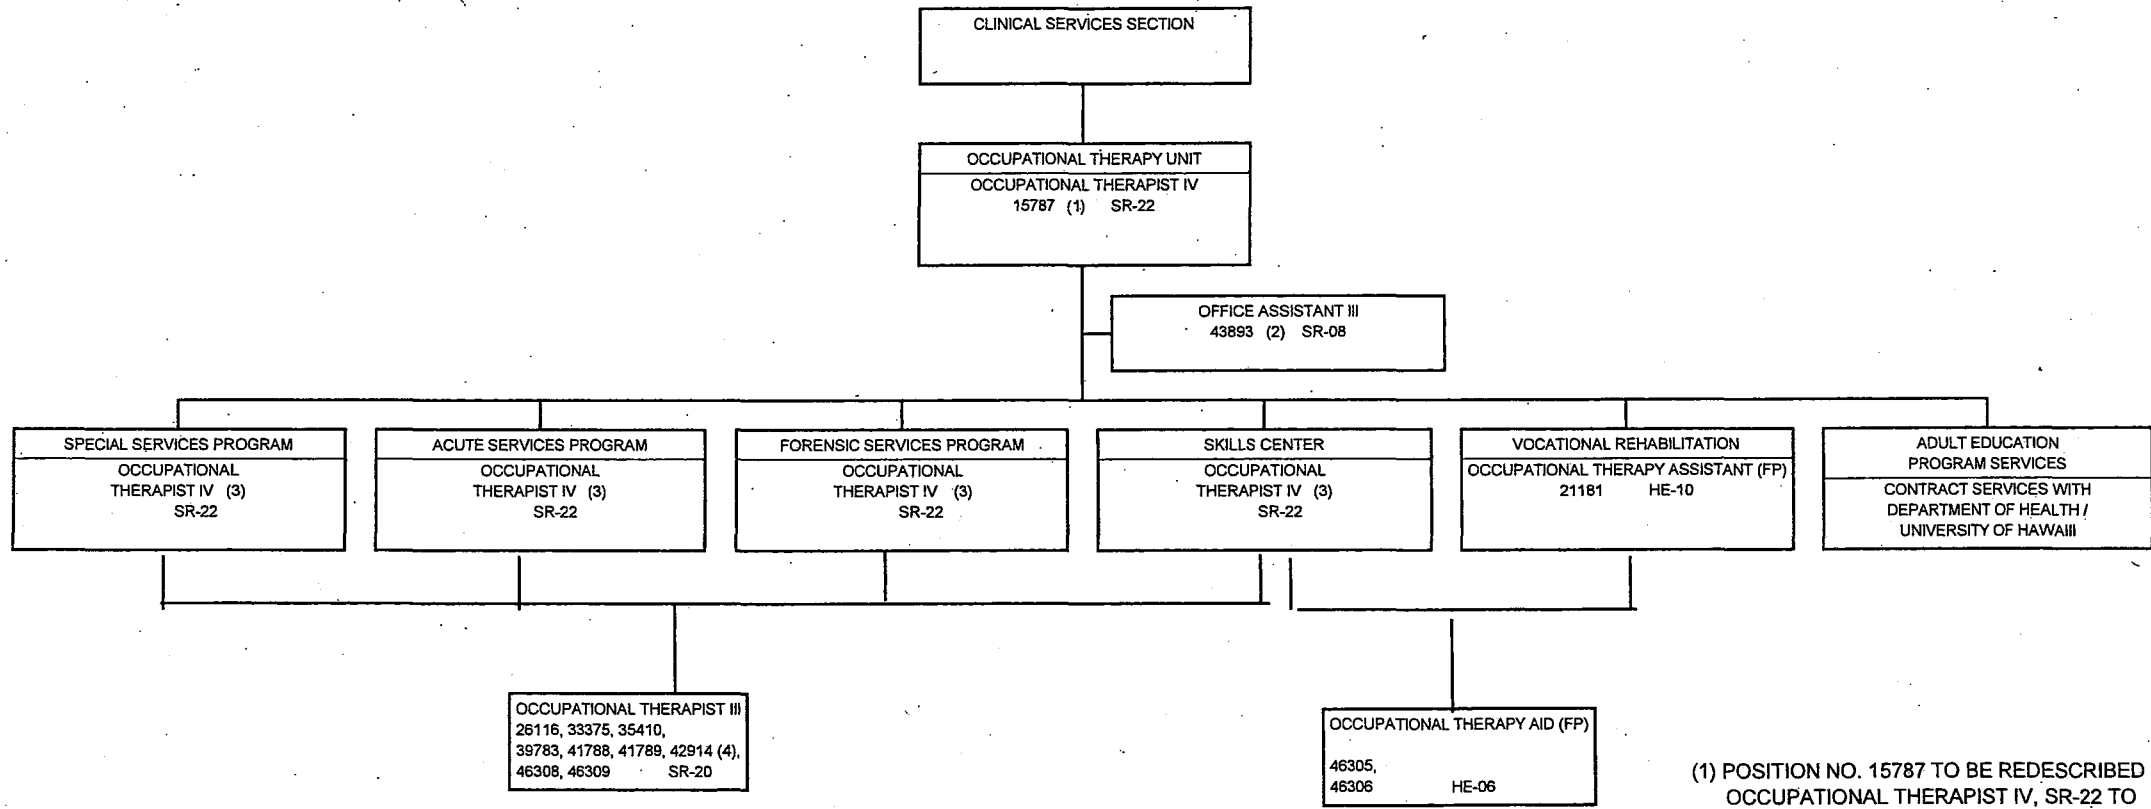 CLINICAL SERVICES SECTION
OCCUPATIONAL THERAPY UNIT
OCCUPATIONAL THERAPIST IV
15787 (1) SR-22
OFFICE ASSISTANT III
43893 (2) SR-08
SPECIAL SERVICES PROGRAM
OCCUPATIONAL
THERAPIST IV (3)
SR-22
ACUTE SERVICES PROGRAM
OCCUPATIONAL
THERAPIST IV (3)
SR-22
FORENSIC SERVICES PROGRAM
OCCUPATIONAL
THERAPIST IV (3)
SR-22
SKILLS CENTER
OCCUPATIONAL
THERAPIST IV (3)
SR-22
VOCATIONAL REHABILITATION
OCCUPATIONAL THERAPY ASSISTANT (FP)
21181 HE-10
ADULT EDUCATION
PROGRAM SERVICES
CONTRACT SERVICES WITH
DEPARTMENT OF HEALTH /
UNIVERSITY OF HAWAIII
OCCUPATIONAL THERAPIST III
26116, 33375, 35410,
39783, 41788, 41789, 42914 (4),
46308, 46309 SR-20
OCCUPATIONAL THERAPY AID (FP)
46305,
46306 HE-06
(1) POSITION NO. 15787 TO BE REDESCRIBED
OCCUPATIONAL THERAPIST IV, SR-22 TO